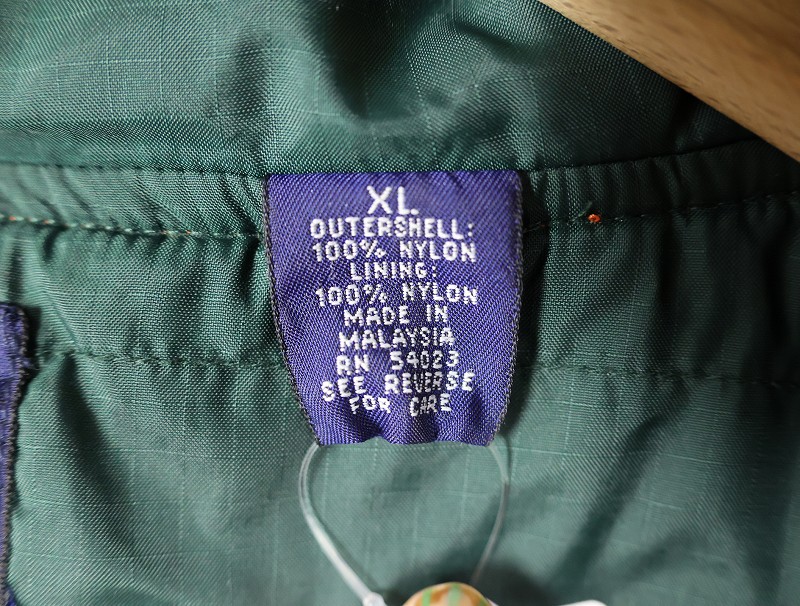 XL
OUTERSHELL:
100% NYLON
LINING:
100% NYLON
MADE IN
MALAYSIA
RN 54023
SEE REVERSE
FOR CARE